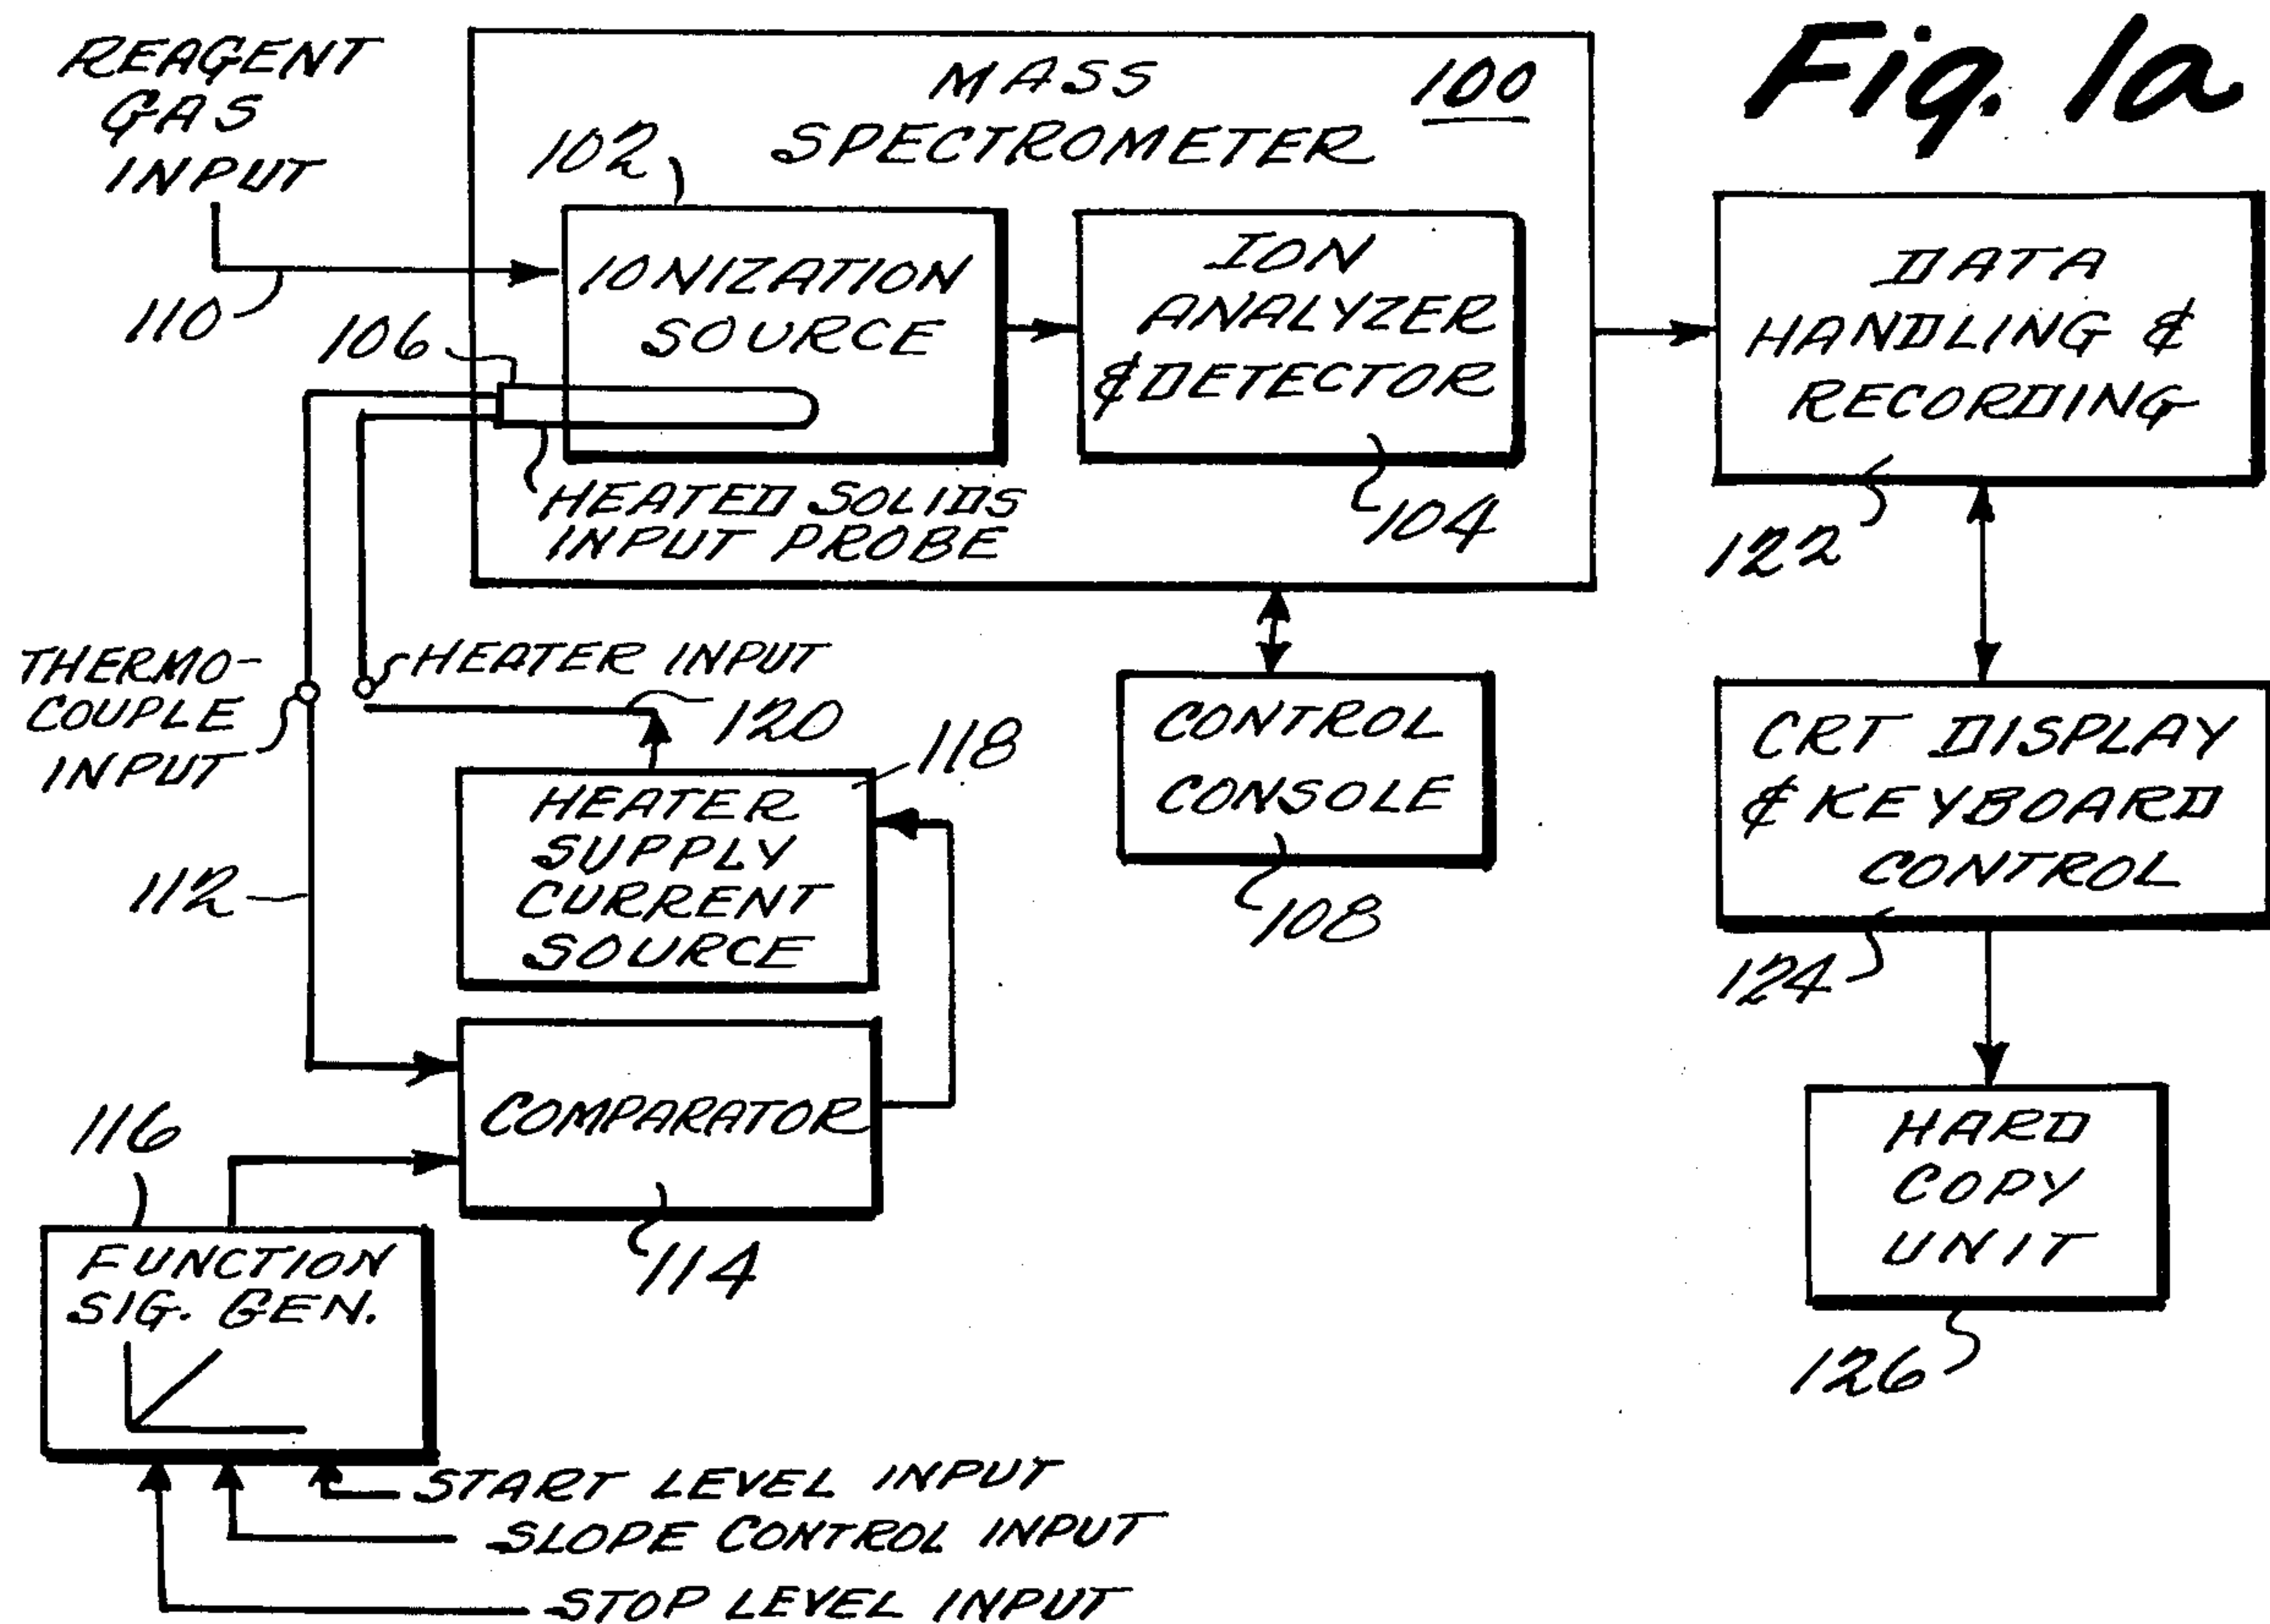 Fig. 1a
REAGENT
GAS
INPUT
MASS
SPECTROMETER
100
102
IONIZATION
SOURCE
ION
ANALYZER
& DETECTOR
DATA
HANDLING &
RECORDING
110
106
HEATED SOLIDS
INPUT PROBE
104
122
THERMO-
COUPLE
INPUT
HEATER INPUT
120
118
CONTROL
CONSOLE
108
CRT DISPLAY
& KEYBOARD
CONTROL
124
HEATER
SUPPLY
CURRENT
SOURCE
112
COMPARATOR
114
116
FUNCTION
SIG. GEN.
HARD
COPY
UNIT
126
START LEVEL INPUT
SLOPE CONTROL INPUT
STOP LEVEL INPUT